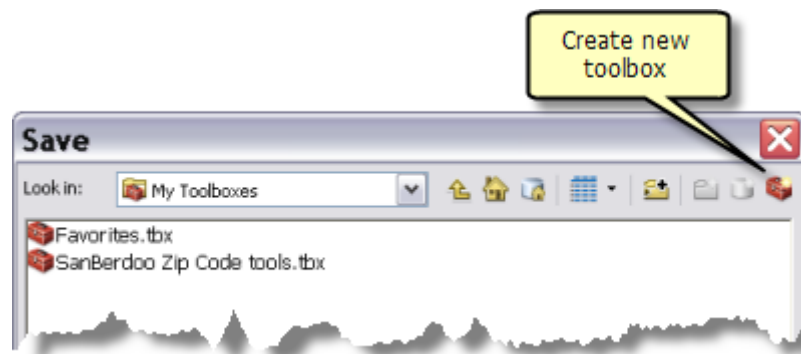 Create new
toolbox
Save
Look in: My Toolboxes
Favorites.tbx
SanBerdoo Zip Code tools.tbx